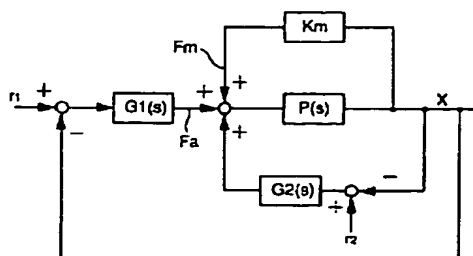 Km
Fm
+
+
r1
+
G1(s)
+
P(s)
X
−
Fa
+
−
G2(s)
+
r2